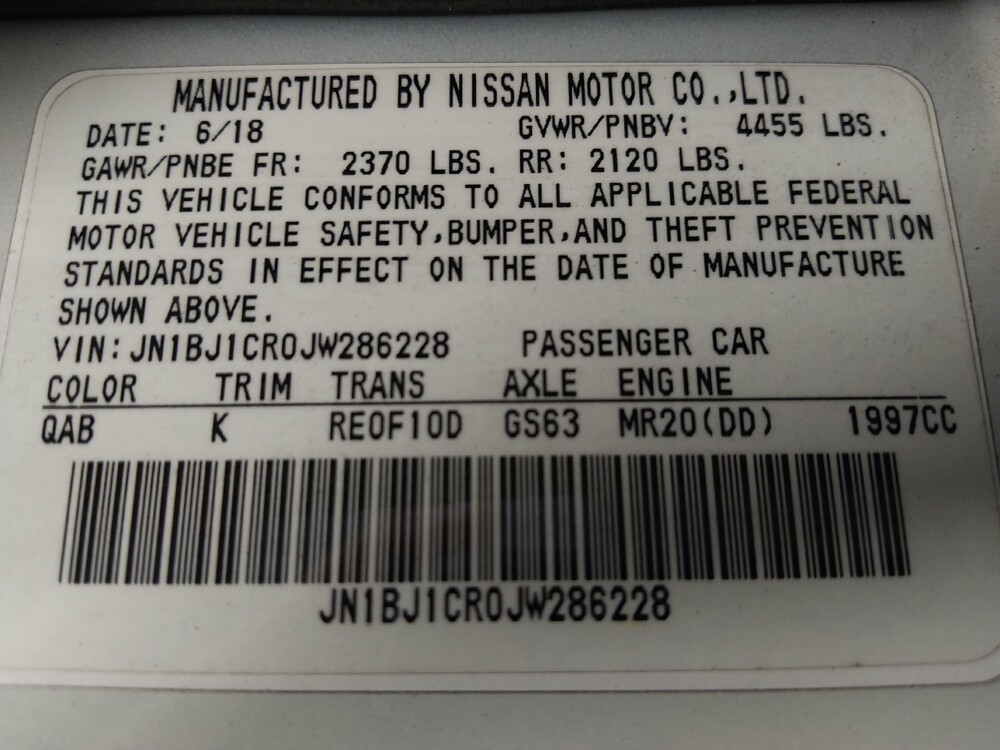 MANUFACTURED BY NISSAN MOTOR CO.,LTD.
DATE: 6/18 GVWR/PNBV: 4455 LBS.
GAWR/PNBE FR: 2370 LBS. RR: 2120 LBS.
THIS VEHICLE CONFORMS TO ALL APPLICABLE FEDERAL
MOTOR VEHICLE SAFETY,BUMPER,AND THEFT PREVENTION
STANDARDS IN EFFECT ON THE DATE OF MANUFACTURE
SHOWN ABOVE.
VIN:JN1BJ1CR0JW286228 PASSENGER CAR
COLOR TRIM TRANS AXLE ENGINE
QAB K RE0F10D GS63 MR20(DD) 1997CC
JN1BJ1CR0JW286228